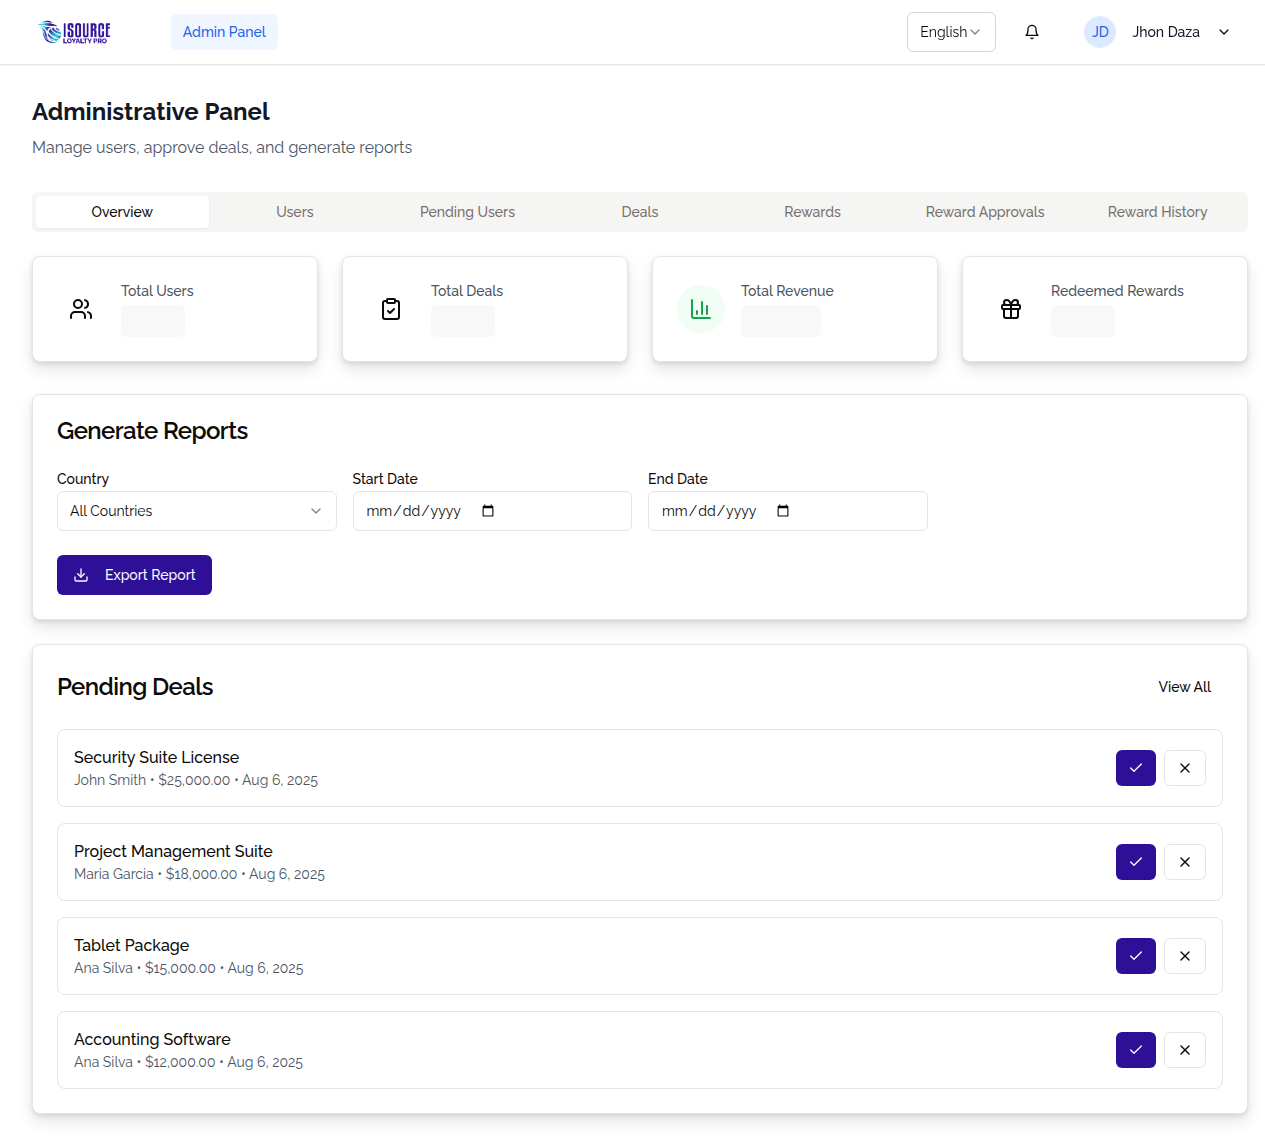 ISOURCE
LOYALTY PRO
Admin Panel
English
JD
Jhon Daza
Administrative Panel
Manage users, approve deals, and generate reports
Overview
Users
Pending Users
Deals
Rewards
Reward Approvals
Reward History
Total Users
Total Deals
Total Revenue
Redeemed Rewards
Generate Reports
Country
Start Date
End Date
All Countries
mm/dd/yyyy
mm/dd/yyyy
Export Report
Pending Deals
View All
Security Suite License
John Smith • $25,000.00 • Aug 6, 2025
Project Management Suite
Maria Garcia • $18,000.00 • Aug 6, 2025
Tablet Package
Ana Silva • $15,000.00 • Aug 6, 2025
Accounting Software
Ana Silva • $12,000.00 • Aug 6, 2025